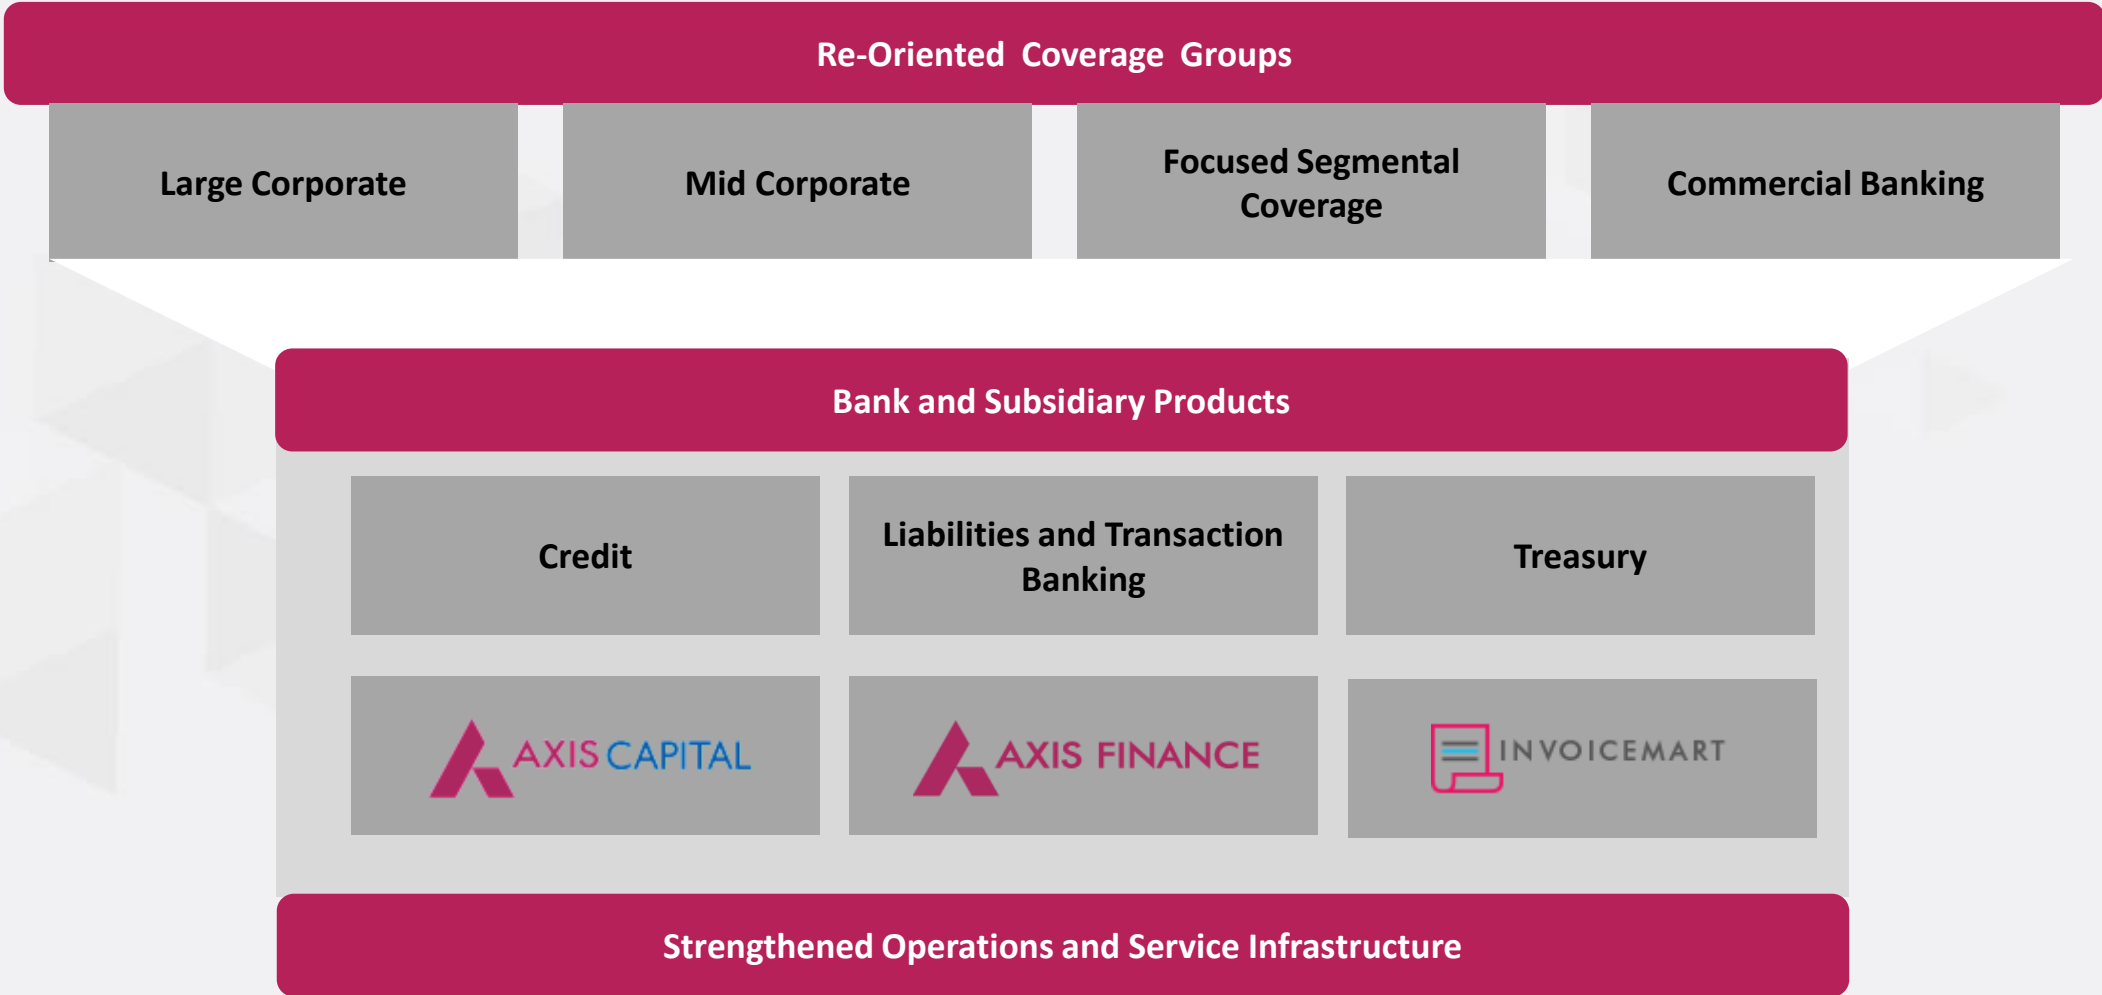 Re-Oriented Coverage Groups
Large Corporate
Mid Corporate
Focused Segmental
Coverage
Commercial Banking
Bank and Subsidiary Products
Credit
Liabilities and Transaction
Banking
Treasury
AXIS CAPITAL
AXIS FINANCE
INVOICEMART
Strengthened Operations and Service Infrastructure